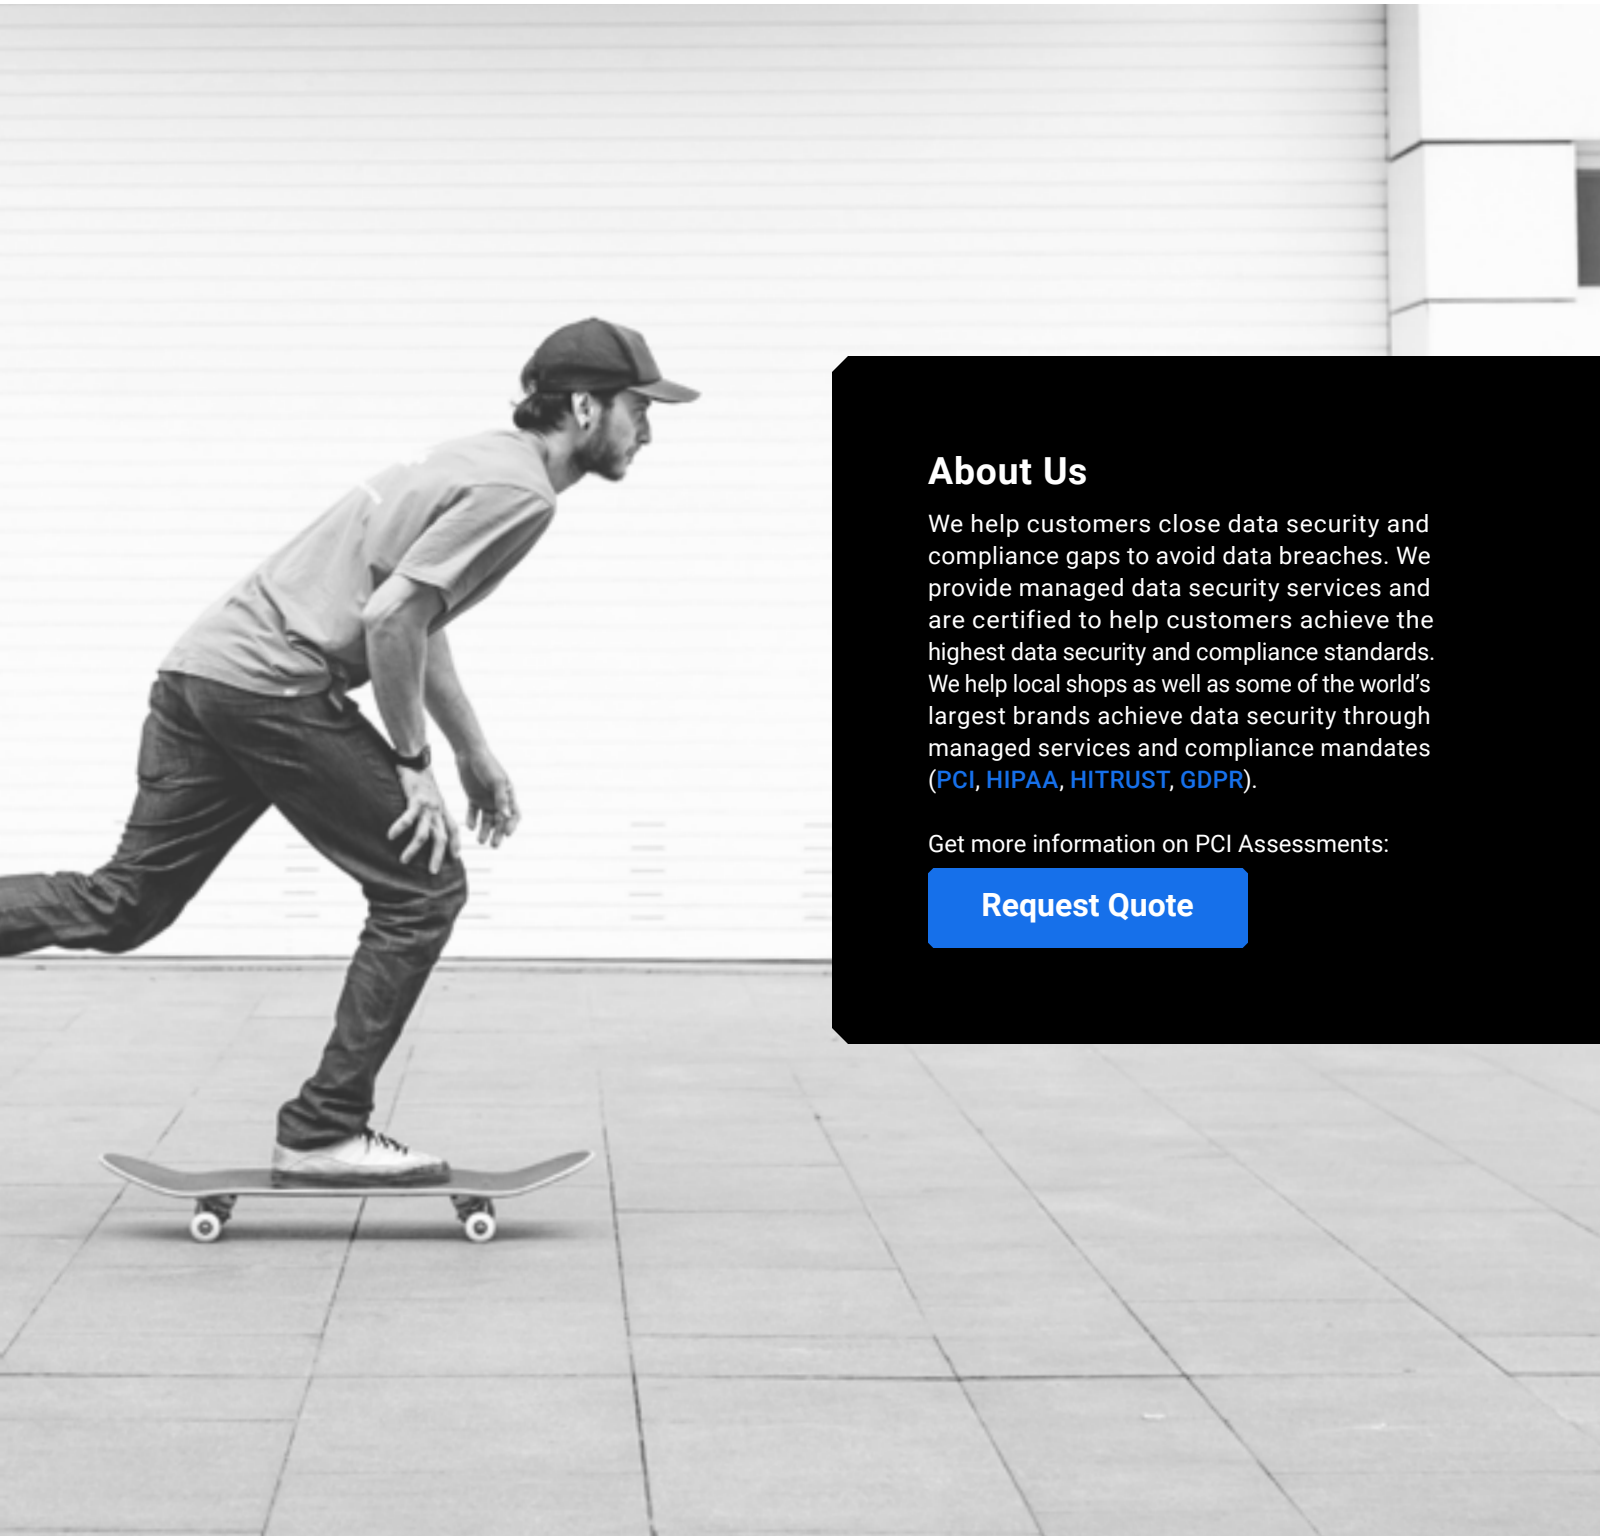 About Us
We help customers close data security and
compliance gaps to avoid data breaches. We
provide managed data security services and
are certified to help customers achieve the
highest data security and compliance standards.
We help local shops as well as some of the world’s
largest brands achieve data security through
managed services and compliance mandates
(PCI, HIPAA, HITRUST, GDPR).
Get more information on PCI Assessments:
Request Quote